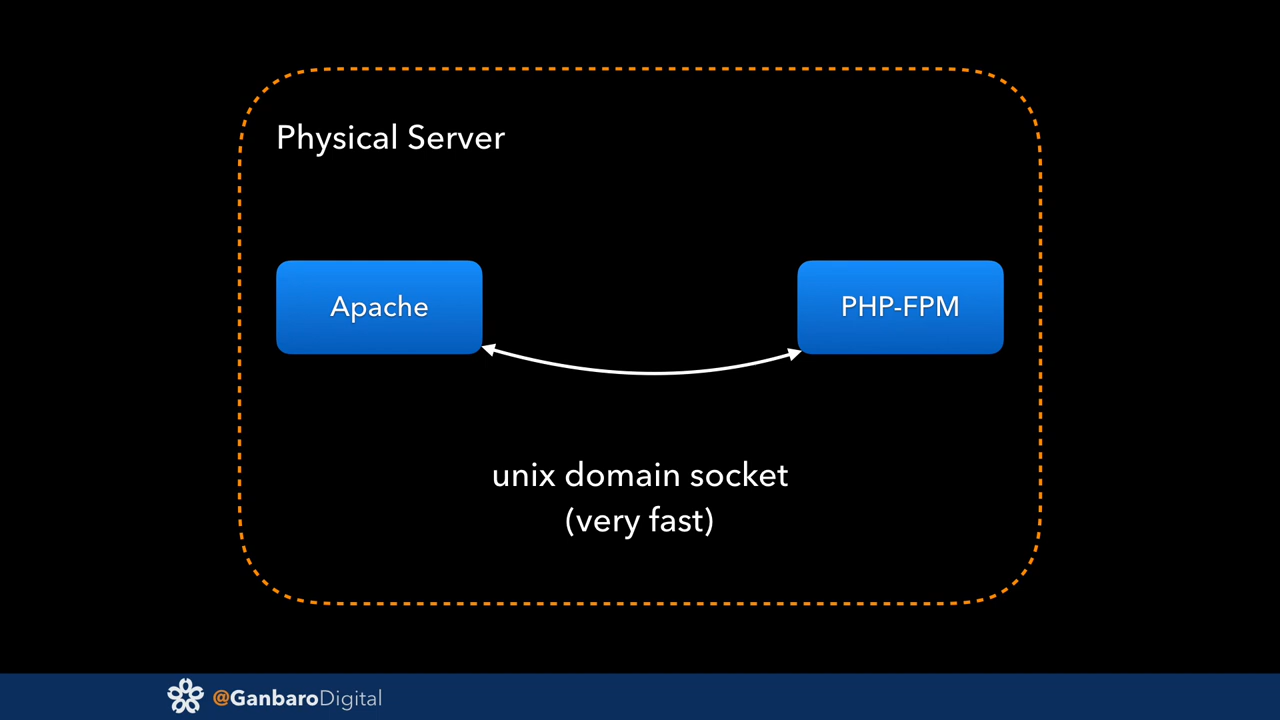 Physical Server
Apache
PHP-FPM
unix domain socket
(very fast)
@GanbaroDigital